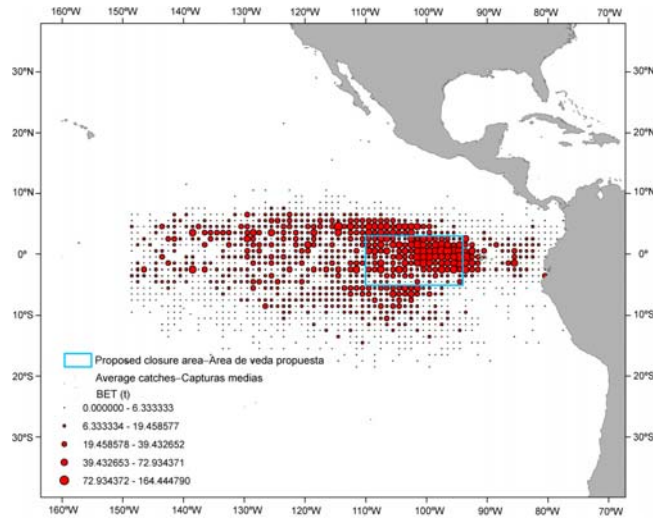 160°W 150°W 140°W 130°W 120°W 110°W 100°W 90°W 80°W 70°W
30°N 30°N
20°N 20°N
10°N 10°N
0° 0°
10°S 10°S
20°S 20°S
30°S 30°S
Proposed closure area–Área de veda propuesta
Average catches–Capturas medias
BET (t)
0.000000 - 6.333333
6.333334 - 19.458577
19.458578 - 39.432652
39.432653 - 72.934371
72.934372 - 164.444790
160°W 150°W 140°W 130°W 120°W 110°W 100°W 90°W 80°W 70°W